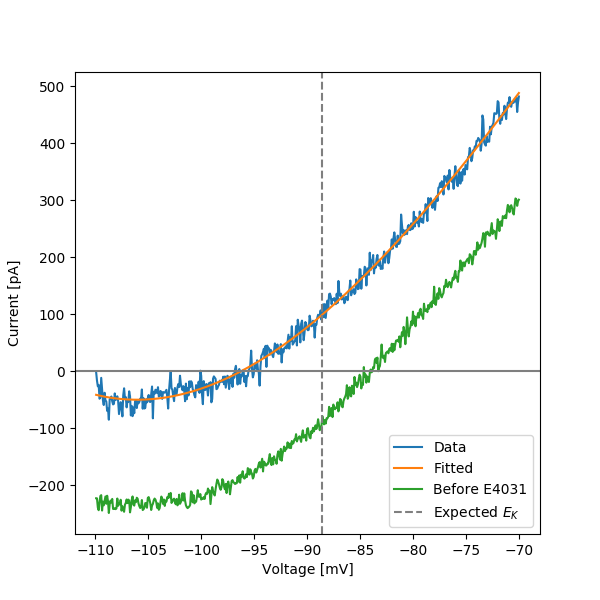 500
400
300
200
100
0
−100
−200
Current [pA]
Data
Fitted
Before E4031
Expected E_K
−110 −105 −100 −95 −90 −85 −80 −75 −70
Voltage [mV]